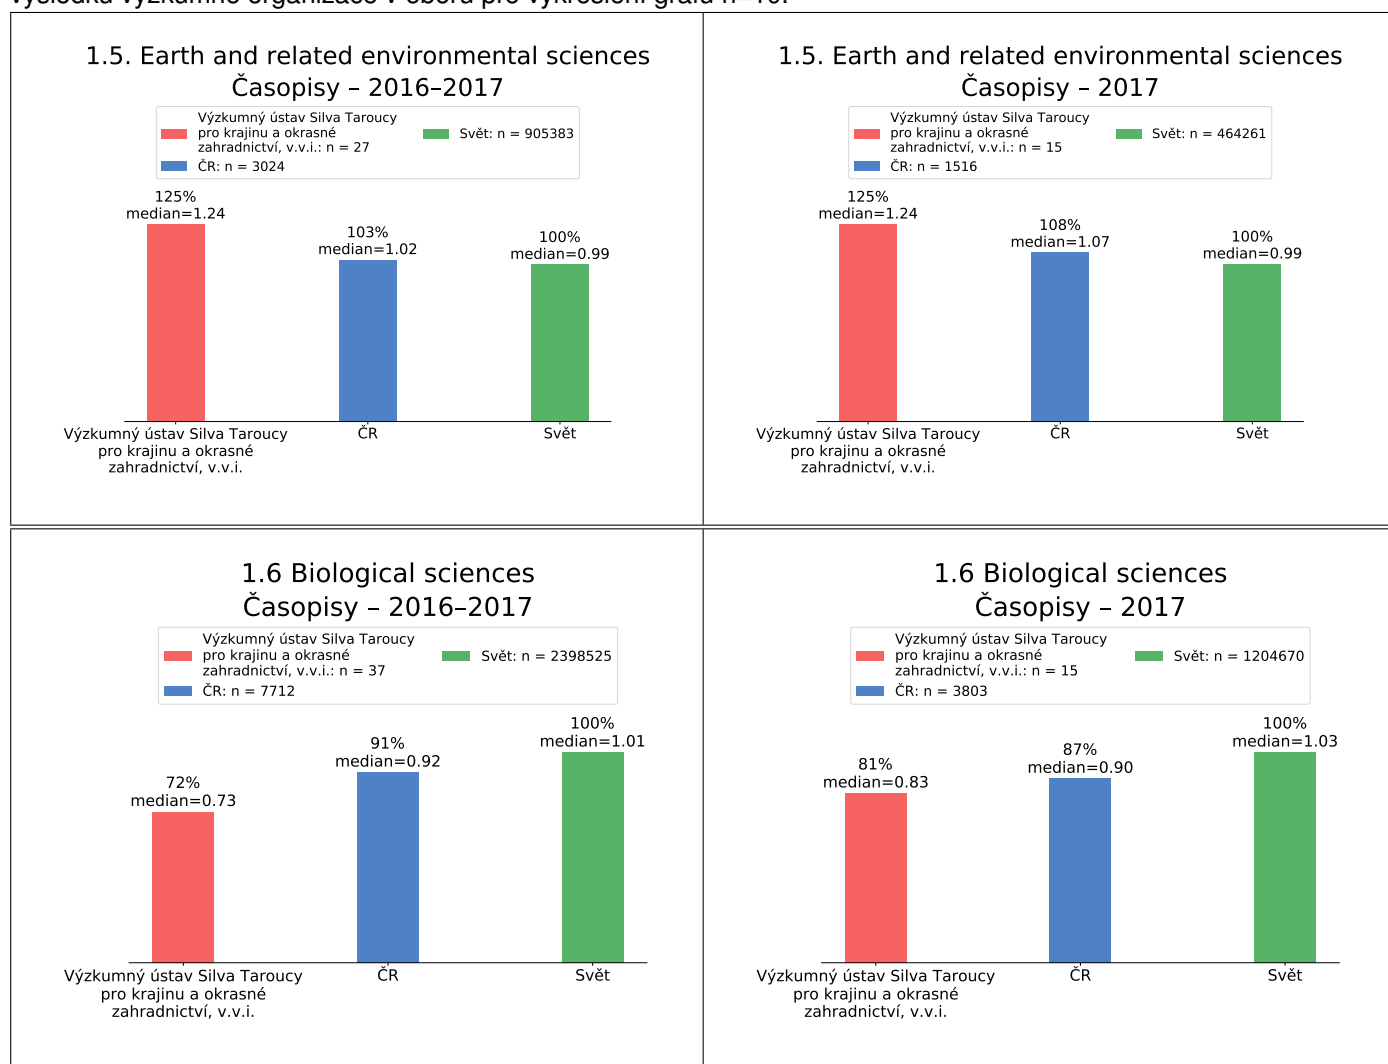 výsledků výzkumné organizace v oboru pro vykreslení grafu n=10.
1.5. Earth and related environmental sciences
Časopisy – 2016–2017
Výzkumný ústav Silva Taroucy
pro krajinu a okrasné
zahradnictví, v.v.i.: n = 27
ČR: n = 3024
Svět: n = 905383
125%
median=1.24
103%
median=1.02
100%
median=0.99
Výzkumný ústav Silva Taroucy
pro krajinu a okrasné
zahradnictví, v.v.i.
ČR
Svět
1.5. Earth and related environmental sciences
Časopisy – 2017
Výzkumný ústav Silva Taroucy
pro krajinu a okrasné
zahradnictví, v.v.i.: n = 15
ČR: n = 1516
Svět: n = 464261
125%
median=1.24
108%
median=1.07
100%
median=0.99
Výzkumný ústav Silva Taroucy
pro krajinu a okrasné
zahradnictví, v.v.i.
ČR
Svět
1.6 Biological sciences
Časopisy – 2016–2017
Výzkumný ústav Silva Taroucy
pro krajinu a okrasné
zahradnictví, v.v.i.: n = 37
ČR: n = 7712
Svět: n = 2398525
72%
median=0.73
91%
median=0.92
100%
median=1.01
Výzkumný ústav Silva Taroucy
pro krajinu a okrasné
zahradnictví, v.v.i.
ČR
Svět
1.6 Biological sciences
Časopisy – 2017
Výzkumný ústav Silva Taroucy
pro krajinu a okrasné
zahradnictví, v.v.i.: n = 15
ČR: n = 3803
Svět: n = 1204670
81%
median=0.83
87%
median=0.90
100%
median=1.03
Výzkumný ústav Silva Taroucy
pro krajinu a okrasné
zahradnictví, v.v.i.
ČR
Svět